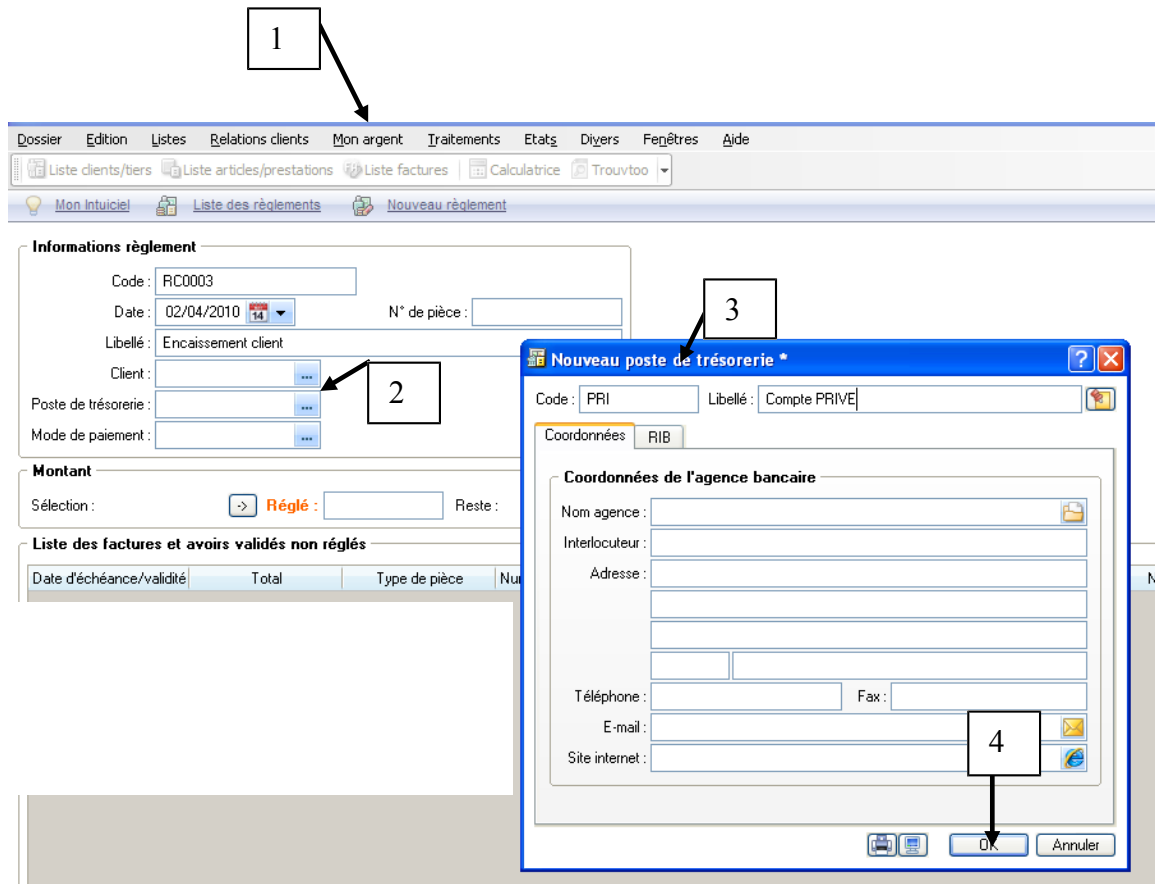 1
Dossier Edition Listes Relations clients Mon argent Traitements Etats Divers Fenêtres Aide
Liste clients/tiers Liste articles/prestations Liste factures Calculatrice Trouvtoo
Mon Intuiciel Liste des règlements Nouveau règlement
Informations règlement
Code : RC0003
Date : 02/04/2010 14 N° de pièce :
Libellé : Encaissement client
Client : ...
Poste de trésorerie : ...
Mode de paiement : ...
2
Montant
Sélection : -> Réglé : Reste :
Liste des factures et avoirs validés non réglés
Date d'échéance/validité Total Type de pièce Nu
N
3
Nouveau poste de trésorerie *
Code : PRI Libellé : Compte PRIVE
Coordonnées RIB
Coordonnées de l'agence bancaire
Nom agence :
Interlocuteur :
Adresse :
Téléphone : Fax :
E-mail :
Site internet :
4
OK Annuler